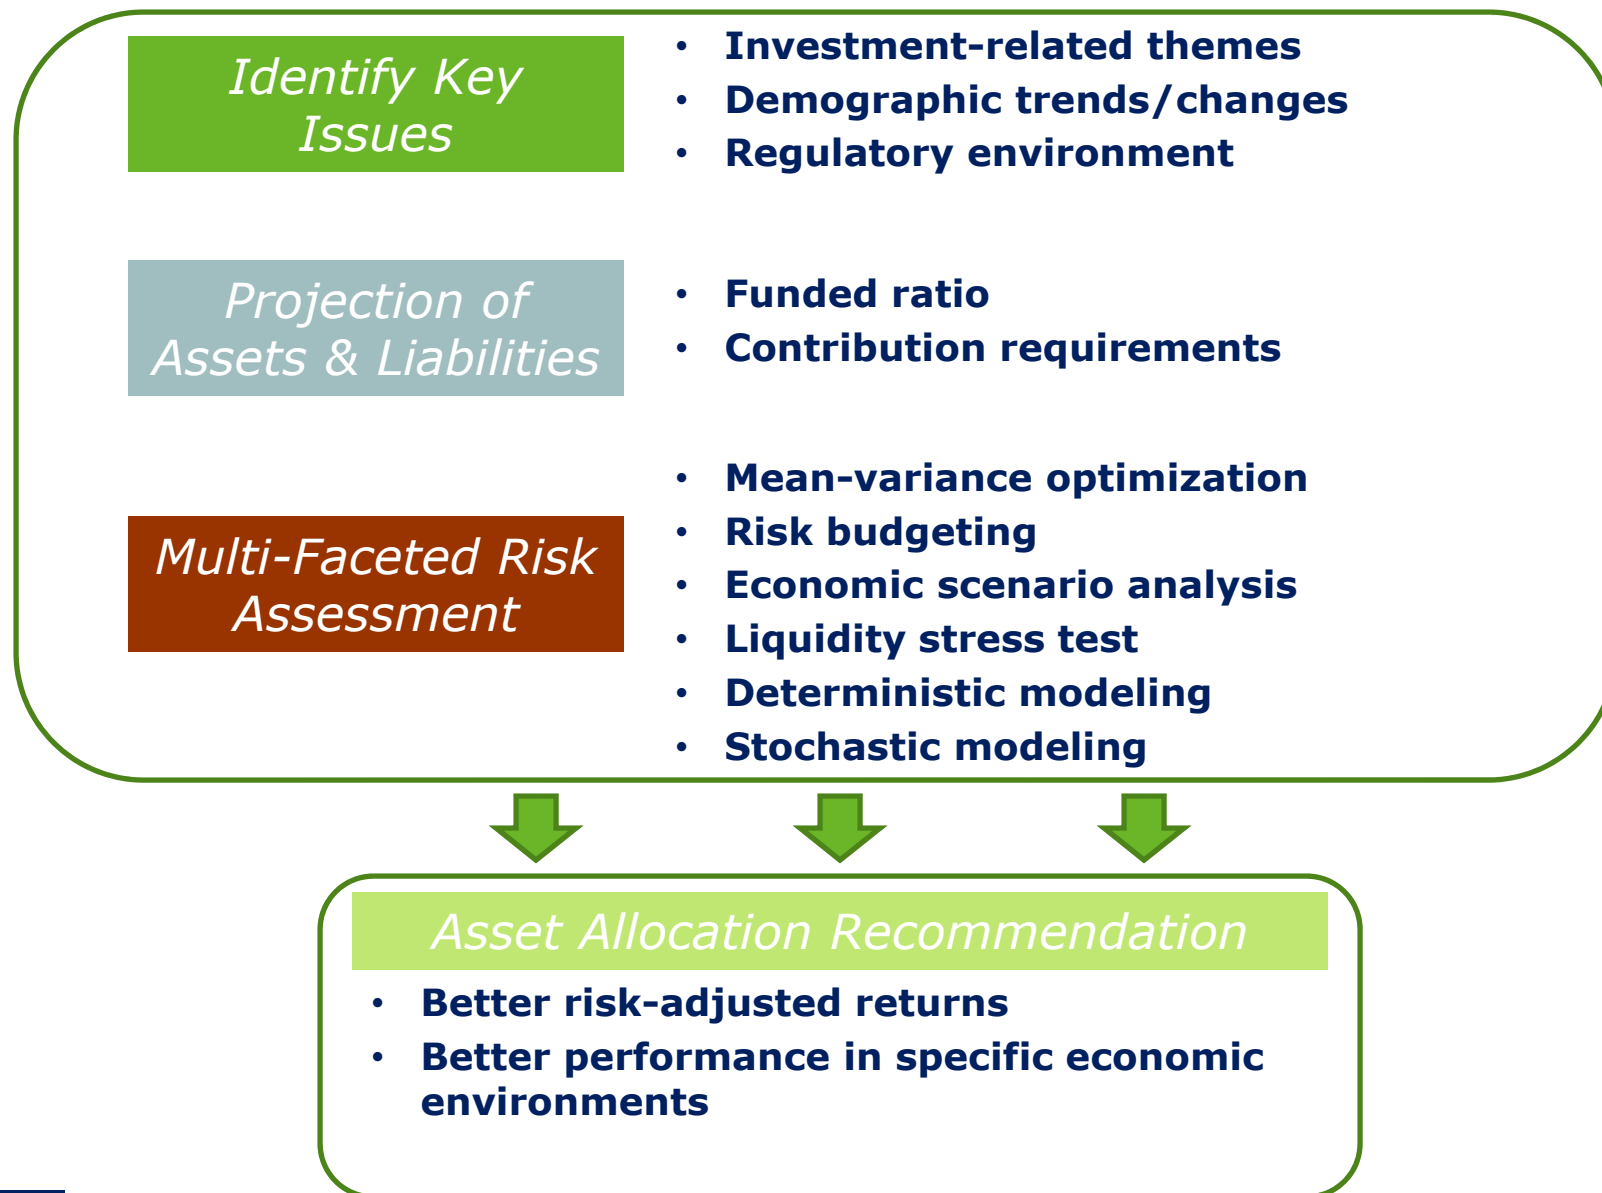 Identify Key
Issues
• Investment-related themes
• Demographic trends/changes
• Regulatory environment
Projection of
Assets & Liabilities
• Funded ratio
• Contribution requirements
Multi-Faceted Risk
Assessment
• Mean-variance optimization
• Risk budgeting
• Economic scenario analysis
• Liquidity stress test
• Deterministic modeling
• Stochastic modeling
Asset Allocation Recommendation
• Better risk-adjusted returns
• Better performance in specific economic
environments